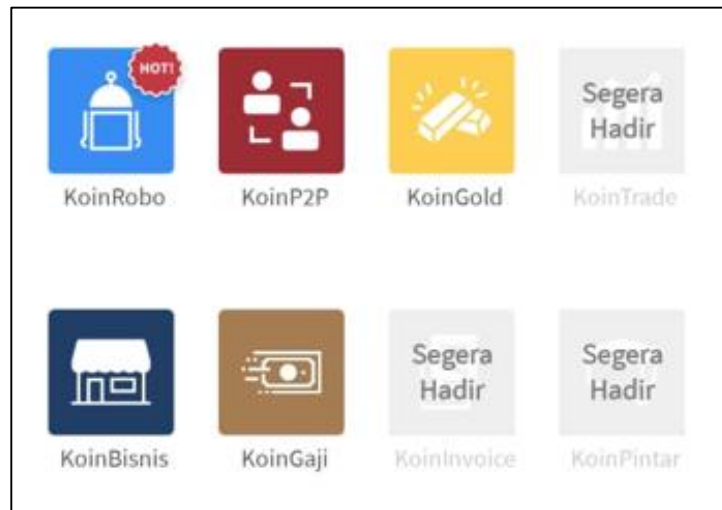 HOT!
Segera
Hadir
KoinRobo KoinP2P KoinGold KoinTrade
Segera Segera
Hadir Hadir
KoinBisnis KoinGaji KoinInvoice KoinPintar